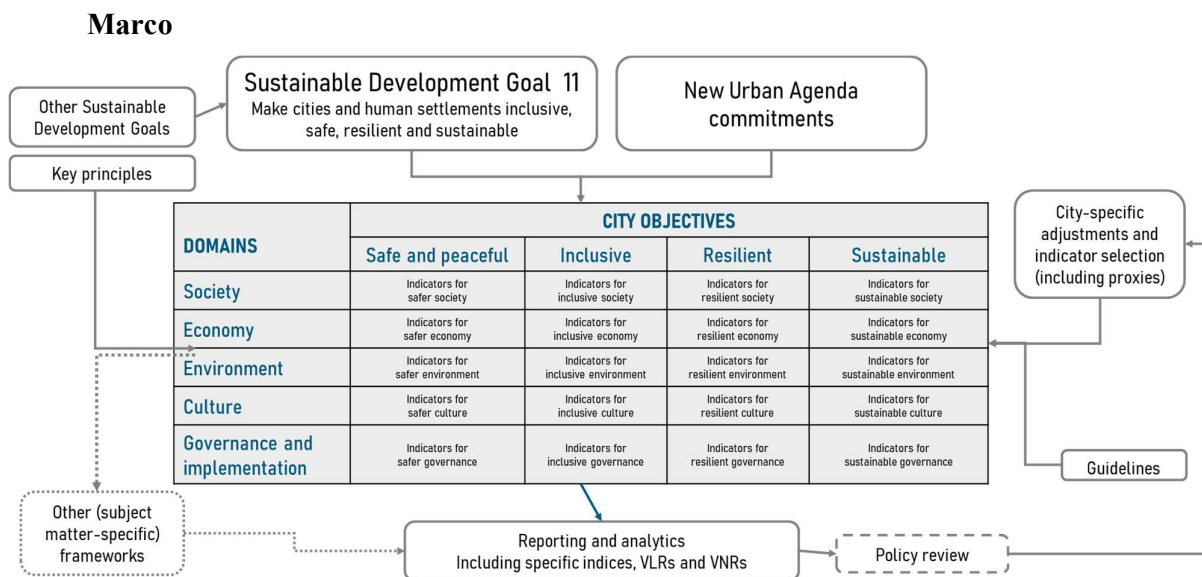 Marco
Sustainable Development Goal 11
Make cities and human settlements inclusive,
safe, resilient and sustainable
New Urban Agenda
commitments
Other Sustainable
Development Goals
Key principles
DOMAINS
CITY OBJECTIVES
Safe and peaceful
Inclusive
Resilient
Sustainable
Society
Indicators for
safer society
Indicators for
inclusive society
Indicators for
resilient society
Indicators for
sustainable society
Economy
Indicators for
safer economy
Indicators for
inclusive economy
Indicators for
resilient economy
Indicators for
sustainable economy
Environment
Indicators for
safer environment
Indicators for
inclusive environment
Indicators for
resilient environment
Indicators for
sustainable environment
Culture
Indicators for
safer culture
Indicators for
inclusive culture
Indicators for
resilient culture
Indicators for
sustainable culture
Governance and
implementation
Indicators for
safer governance
Indicators for
inclusive governance
Indicators for
resilient governance
Indicators for
sustainable governance
City-specific
adjustments and
indicator selection
(including proxies)
Guidelines
Other (subject
matter-specific)
frameworks
Reporting and analytics
Including specific indices, VLRs and VNRs
Policy review